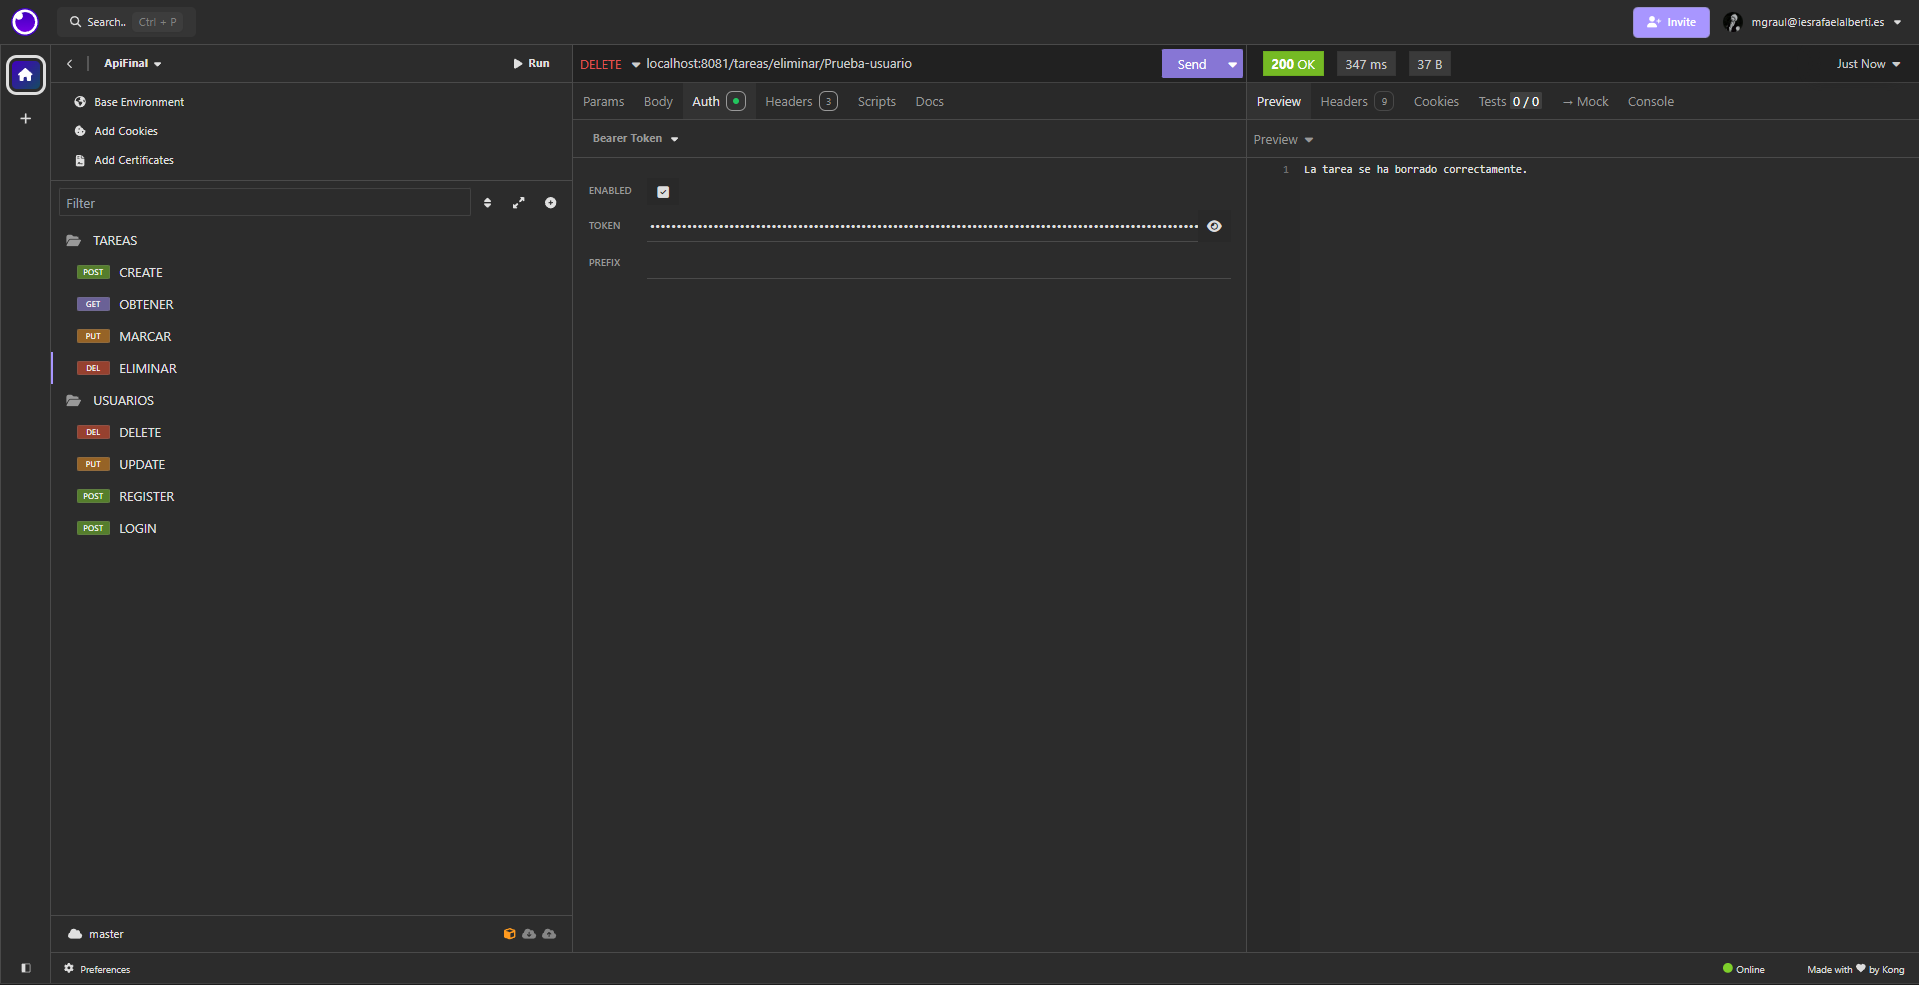 Search.. Ctrl + P
Invite
mgraul@iesrafaelalberti.es
ApiFinal
Run
Base Environment
Add Cookies
Add Certificates
Filter
TAREAS
POST CREATE
GET OBTENER
PUT MARCAR
DEL ELIMINAR
USUARIOS
DEL DELETE
PUT UPDATE
POST REGISTER
POST LOGIN
master
Preferences
DELETE localhost:8081/tareas/eliminar/Prueba-usuario
Send
Params Body Auth Headers 3 Scripts Docs
Bearer Token
ENABLED
TOKEN ••••••••••••••••••••••••••••••••••••••••••••••••••••••••••••••••••••••••••••••••••••••••••
PREFIX
200 OK 347 ms 37 B
Just Now
Preview Headers 9 Cookies Tests 0 / 0 → Mock Console
Preview
1 La tarea se ha borrado correctamente.
Online
Made with ♥ by Kong